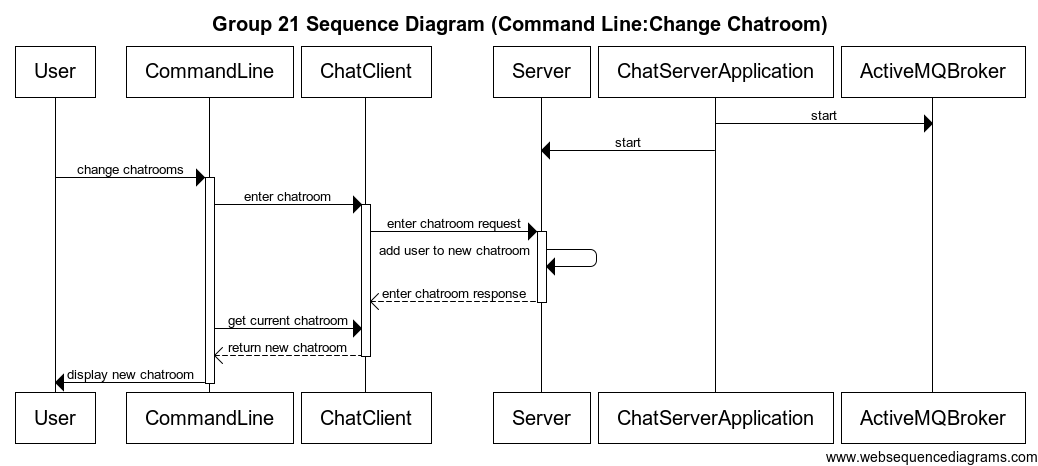 Group 21 Sequence Diagram (Command Line:Change Chatroom)
User
CommandLine
ChatClient
Server
ChatServerApplication
ActiveMQBroker
start
start
change chatrooms
enter chatroom
enter chatroom request
add user to new chatroom
enter chatroom response
get current chatroom
return new chatroom
display new chatroom
User
CommandLine
ChatClient
Server
ChatServerApplication
ActiveMQBroker
www.websequencediagrams.com